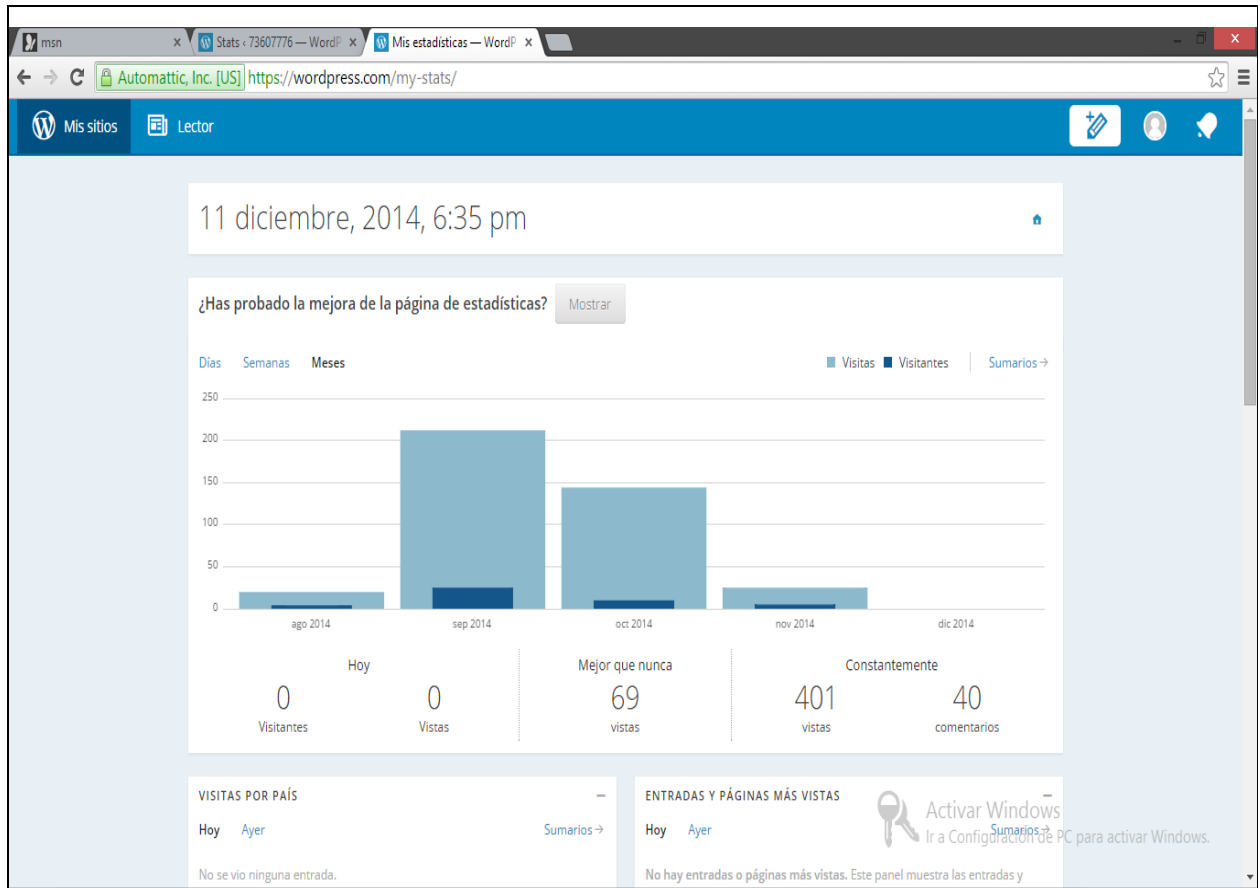 msn
Stats ‹ 73607776 — WordP
Mis estadísticas — WordP
Automattic, Inc. [US] https://wordpress.com/my-stats/
Mis sitios Lector
11 diciembre, 2014, 6:35 pm
¿Has probado la mejora de la página de estadísticas? Mostrar
Días Semanas Meses Visitas Visitantes Sumarios →
250
200
150
100
50
0
ago 2014 sep 2014 oct 2014 nov 2014 dic 2014
Hoy Mejor que nunca Constantemente
0 0 69 401 40
Visitantes Vistas vistas vistas comentarios
VISITAS POR PAÍS ENTRADAS Y PÁGINAS MÁS VISTAS
Activar Windows
Hoy Ayer Sumarios → Hoy Ayer Sumarios →
Ir a Configuración de PC para activar Windows.
No se vio ninguna entrada. No hay entradas o páginas más vistas. Este panel muestra las entradas y